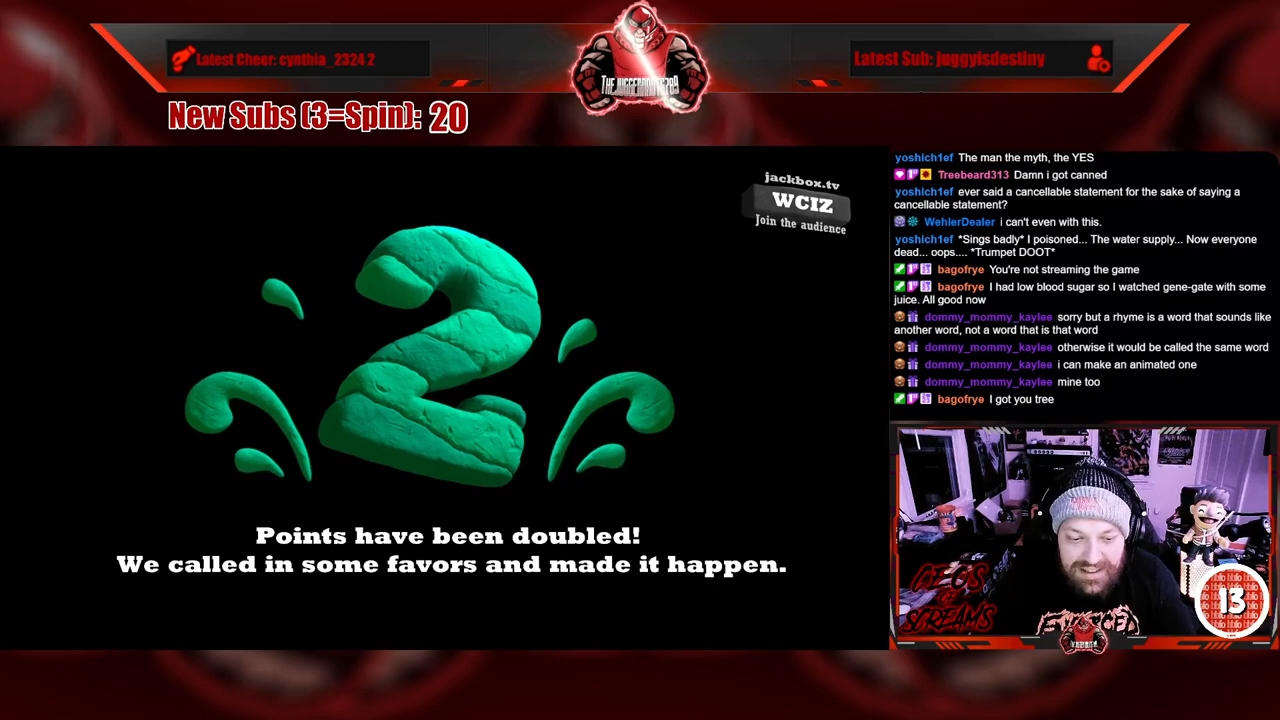 Latest Cheer: cynthia_2324 2
THEJUGGERNAUT6789
Latest Sub: juggyisdestiny
New Subs (3=Spin): 20
jackbox.tv
WCIZ
Join the audience
2
Points have been doubled!
We called in some favors and made it happen.
yoshich1ef The man the myth, the YES
Treebeard313 Damn i got canned
yoshich1ef ever said a cancellable statement for the sake of saying a
cancellable statement?
WehlerDealer i can't even with this.
yoshich1ef *Sings badly* I poisoned... The water supply... Now everyone
dead... oops.... *Trumpet DOOT*
bagofrye You're not streaming the game
bagofrye I had low blood sugar so I watched gene-gate with some
juice. All good now
dommy_mommy_kaylee sorry but a rhyme is a word that sounds like
another word, not a word that is that word
dommy_mommy_kaylee otherwise it would be called the same word
dommy_mommy_kaylee i can make an animated one
dommy_mommy_kaylee mine too
bagofrye I got you tree
GEGS
SCREAMS
13